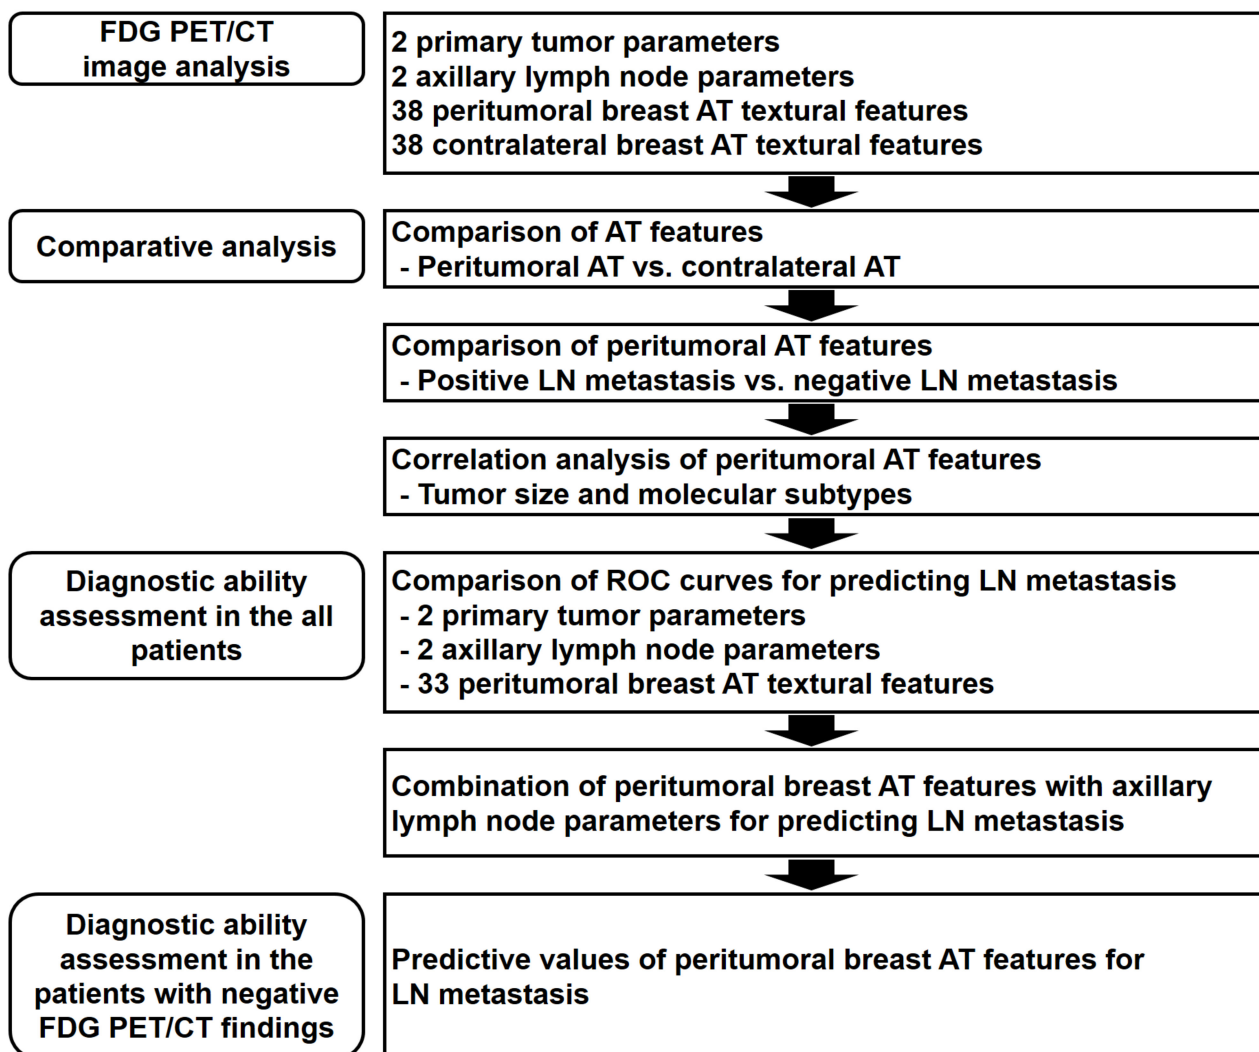 FDG PET/CT
image analysis
2 primary tumor parameters
2 axillary lymph node parameters
38 peritumoral breast AT textural features
38 contralateral breast AT textural features
Comparative analysis
Comparison of AT features
- Peritumoral AT vs. contralateral AT
Comparison of peritumoral AT features
- Positive LN metastasis vs. negative LN metastasis
Correlation analysis of peritumoral AT features
- Tumor size and molecular subtypes
Diagnostic ability
assessment in the all
patients
Comparison of ROC curves for predicting LN metastasis
- 2 primary tumor parameters
- 2 axillary lymph node parameters
- 33 peritumoral breast AT textural features
Combination of peritumoral breast AT features with axillary
lymph node parameters for predicting LN metastasis
Diagnostic ability
assessment in the
patients with negative
FDG PET/CT findings
Predictive values of peritumoral breast AT features for
LN metastasis